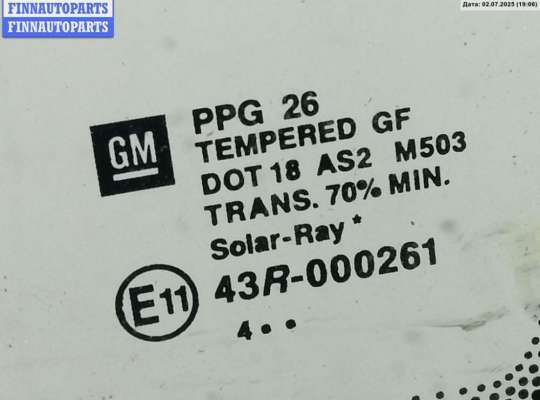 FINNAUTOPARTS
FINNAUTOPARTS
Дата: 02.07.2025 (19:06)
GM
PPG 26
TEMPERED GF
DOT 18 AS2 M503
TRANS. 70% MIN.
Solar-Ray*
E11 43R-000261
4 • •